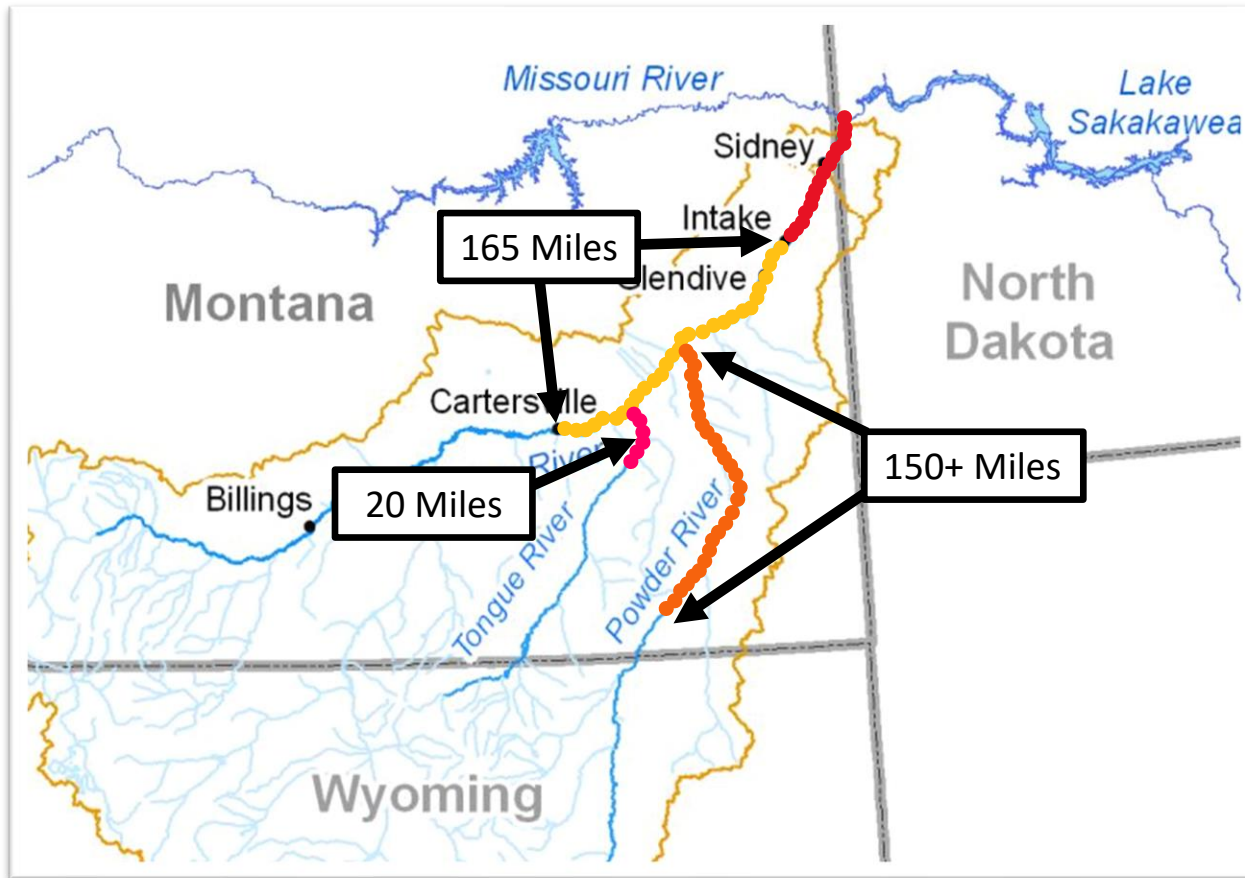 Missouri River
Lake
Sakakawea
Sidney
Intake
165 Miles
Glendive
Montana
North
Dakota
Cartersville
River
150+ Miles
20 Miles
Billings
Tongue River
Powder River
Wyoming